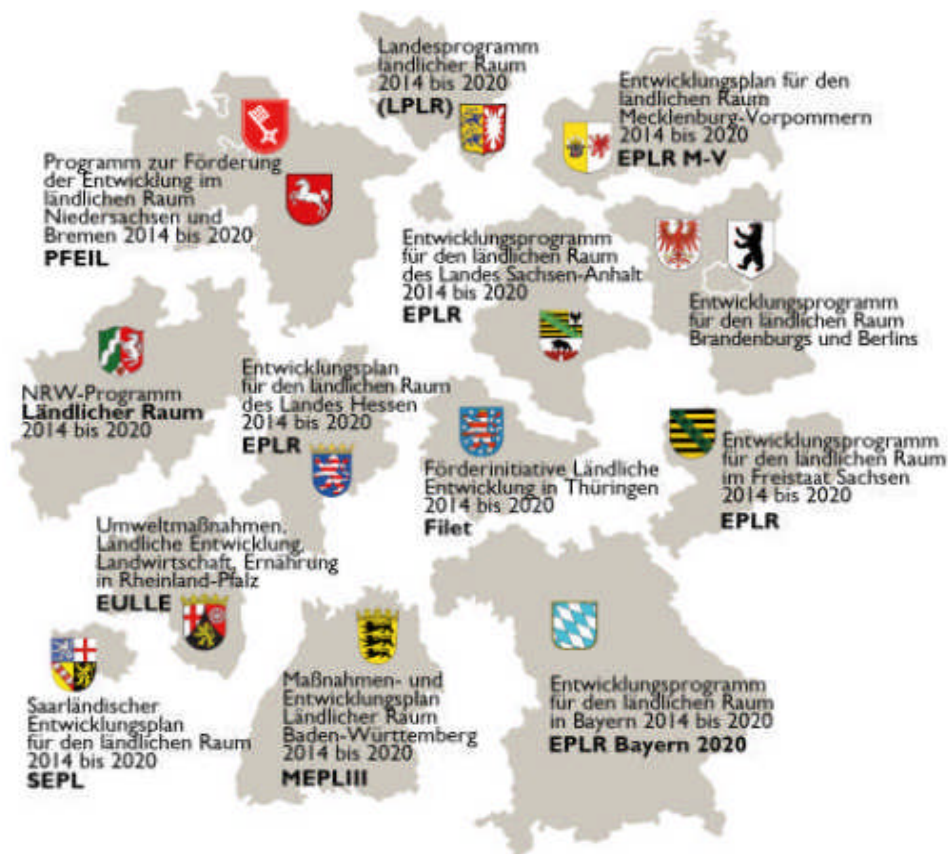 Landesprogramm
ländlicher Raum
2014 bis 2020
(LPLR)
Entwicklungsplan für den
ländlichen Raum
Mecklenburg-Vorpommern
2014 bis 2020
EPLR M-V
Programm zur Förderung
der Entwicklung im
ländlichen Raum
Niedersachsen und
Bremen 2014 bis 2020
PFEIL
Entwicklungsprogramm
für den ländlichen Raum
des Landes Sachsen-Anhalt
2014 bis 2020
EPLR
Entwicklungsprogramm
für den ländlichen Raum
Brandenburgs und Berlins
NRW-Programm
Ländlicher Raum
2014 bis 2020
Entwicklungsplan
für den ländlichen Raum
des Landes Hessen
2014 bis 2020
EPLR
Förderinitiative Ländliche
Entwicklung in Thüringen
2014 bis 2020
Filet
Entwicklungsprogramm
für den ländlichen Raum
im Freistaat Sachsen
2014 bis 2020
EPLR
Umweltmaßnahmen,
Ländliche Entwicklung,
Landwirtschaft, Ernährung
in Rheinland-Pfalz
EULLE
Saarländischer
Entwicklungsplan
für den ländlichen Raum
2014 bis 2020
SEPL
Maßnahmen- und
Entwicklungsplan
Ländlicher Raum
Baden-Württemberg
2014 bis 2020
MEPLIII
Entwicklungsprogramm
für den ländlichen Raum
in Bayern 2014 bis 2020
EPLR Bayern 2020